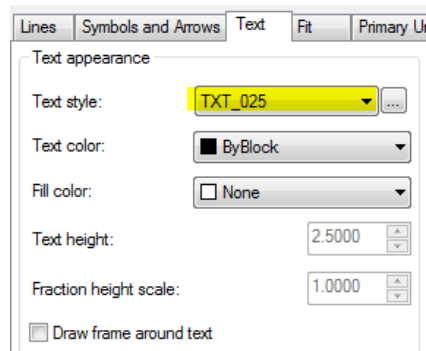 Lines Symbols and Arrows Text Fit Primary Ur
Text appearance
Text style: TXT_025 ...
Text color: ByBlock
Fill color: None
Text height: 2.5000
Fraction height scale: 1.0000
Draw frame around text